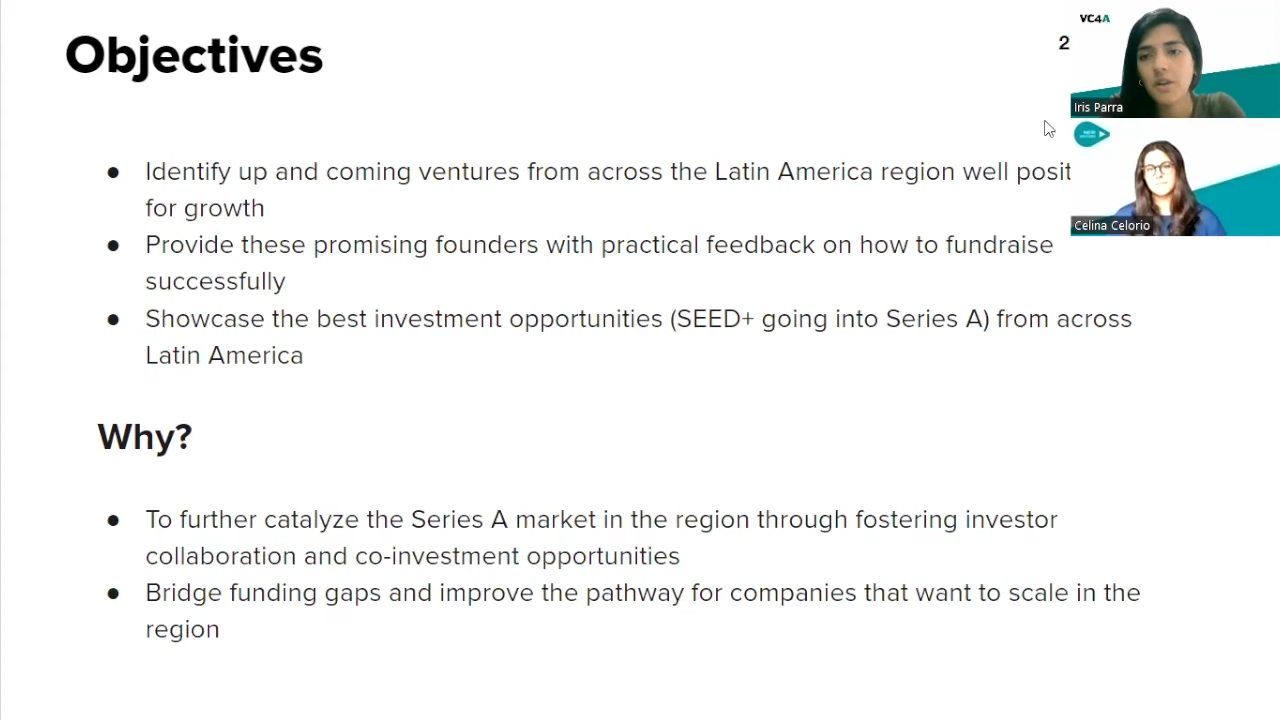 Objectives
VC4A
2
Iris Parra
Celina Celorio
● Identify up and coming ventures from across the Latin America region well posit
for growth
● Provide these promising founders with practical feedback on how to fundraise
successfully
● Showcase the best investment opportunities (SEED+ going into Series A) from across
Latin America
Why?
● To further catalyze the Series A market in the region through fostering investor
collaboration and co-investment opportunities
● Bridge funding gaps and improve the pathway for companies that want to scale in the
region